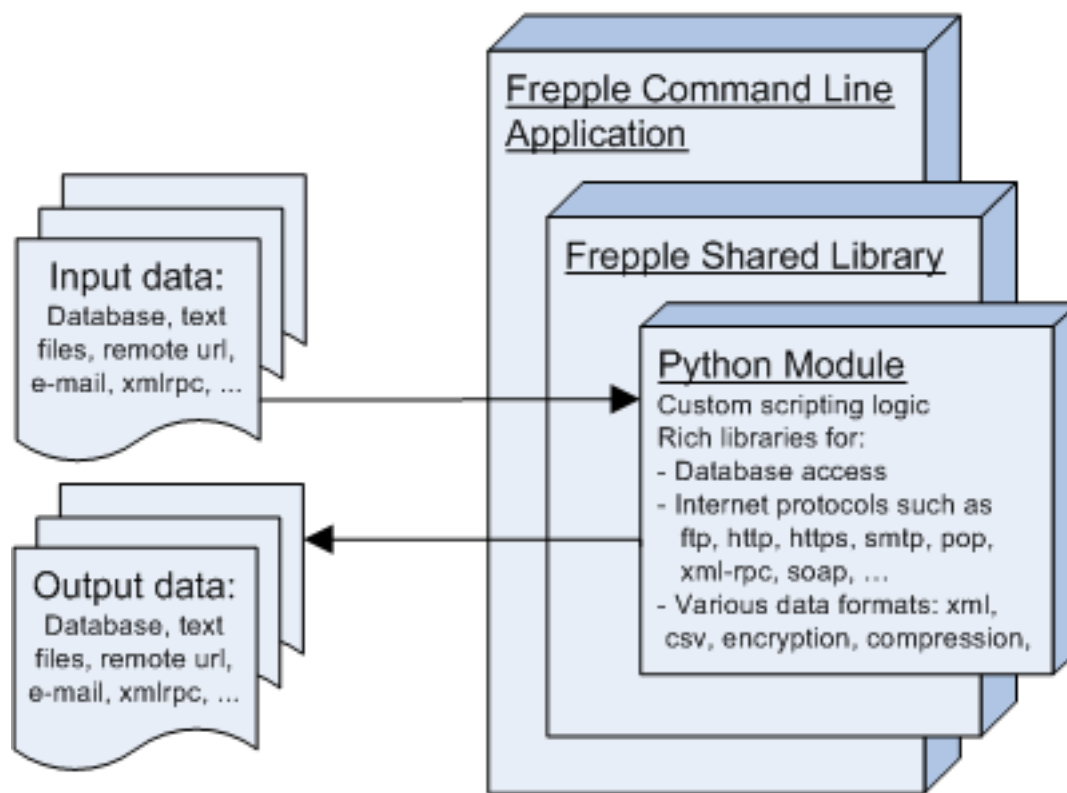 Frepple Command Line
Application
Frepple Shared Library
Input data:
Database, text
files, remote url,
e-mail, xmlrpc, ...
Python Module
Custom scripting logic
Rich libraries for:
- Database access
- Internet protocols such as
ftp, http, https, smtp, pop,
xml-rpc, soap, ...
- Various data formats: xml,
csv, encryption, compression,
Output data:
Database, text
files, remote url,
e-mail, xmlrpc, ...